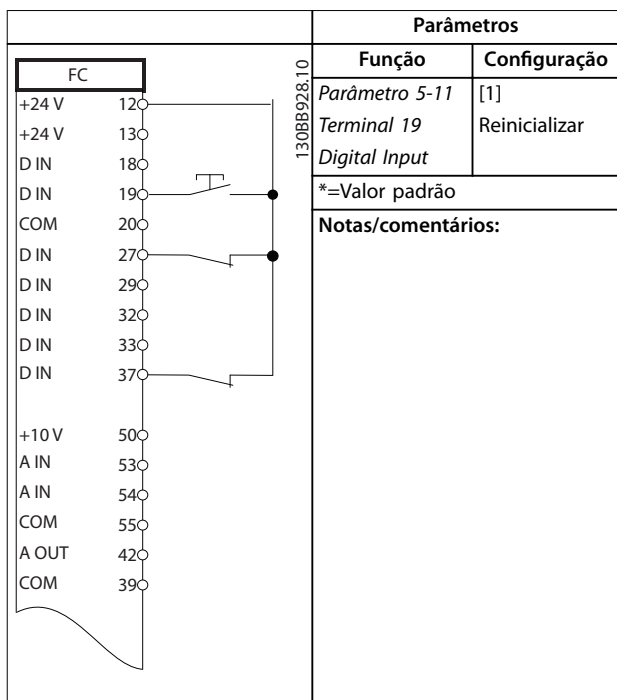 Parâmetros
Função Configuração
Parâmetro 5-11 [1]
Terminal 19 Reinicializar
Digital Input
*=Valor padrão
Notas/comentários:
FC
+24 V 12
+24 V 13
D IN 18
D IN 19
COM 20
D IN 27
D IN 29
D IN 32
D IN 33
D IN 37
+10 V 50
A IN 53
A IN 54
COM 55
A OUT 42
COM 39
130BB928.10